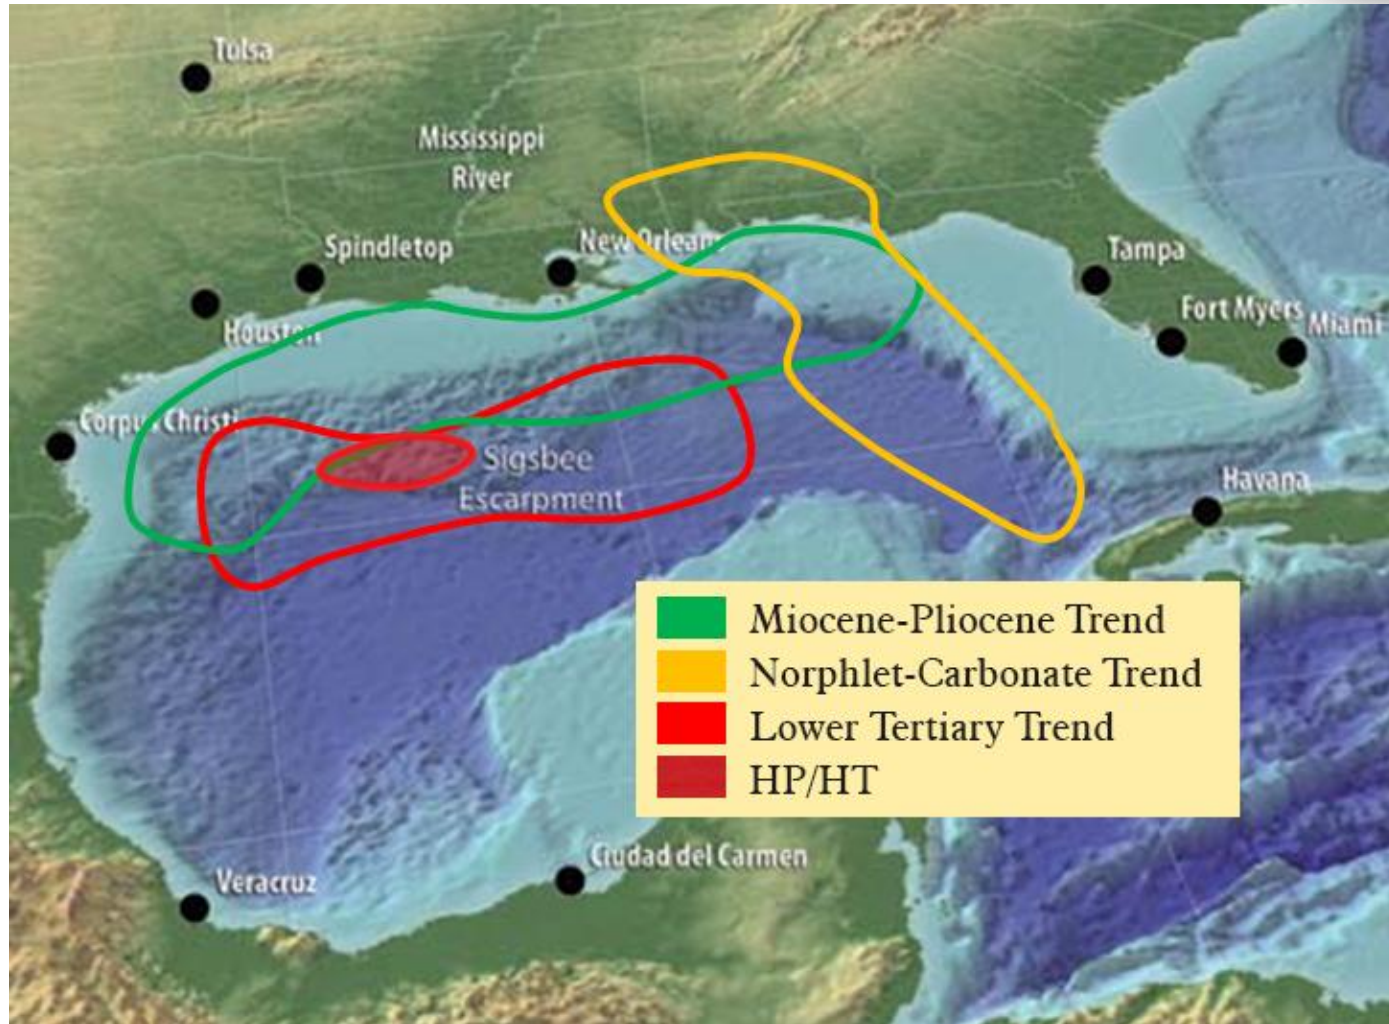 Tulsa
Mississippi
River
Spindletop
New Orleans
Houston
Tampa
Fort Myers
Miami
Corpus Christi
Sigsbee
Escarpment
Havana
Miocene-Pliocene Trend
Norphlet-Carbonate Trend
Lower Tertiary Trend
HP/HT
Ciudad del Carmen
Veracruz